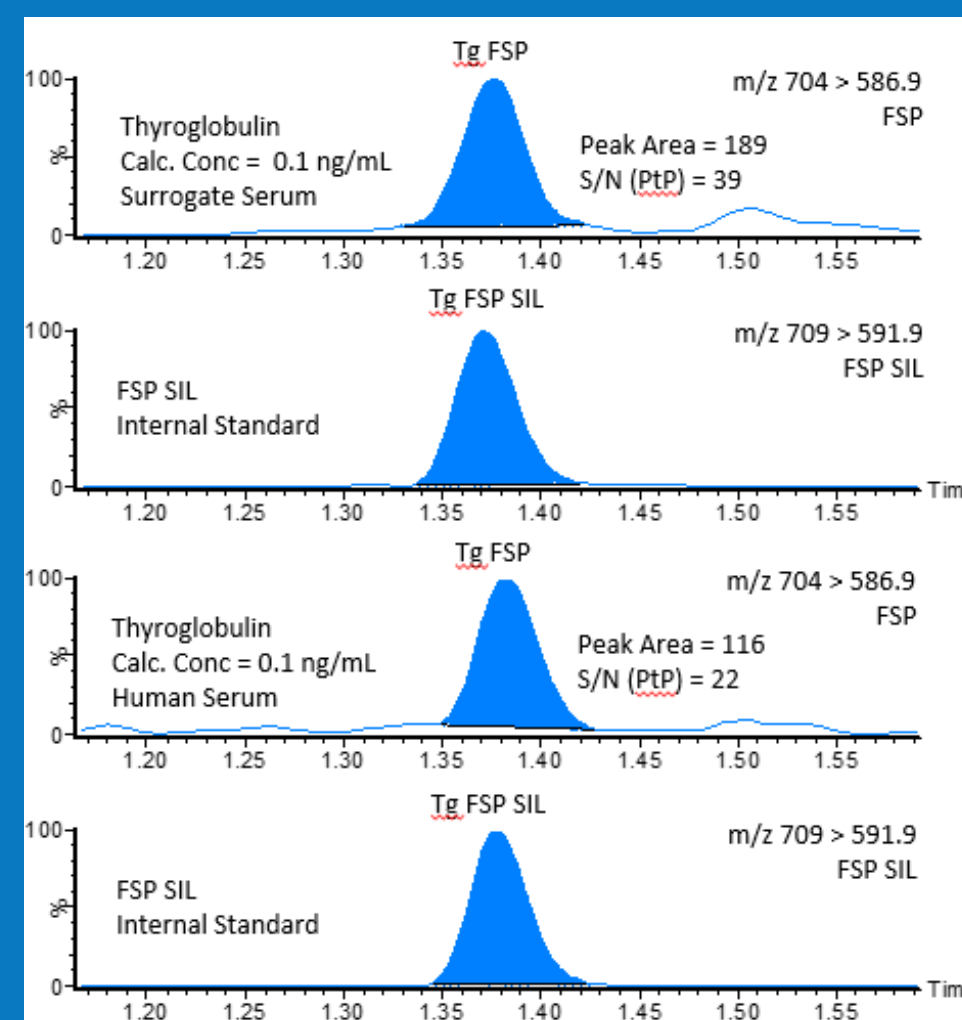 Tg FSP
100
m/z 704 > 586.9
FSP
Thyroglobulin
Calc. Conc = 0.1 ng/mL
Surrogate Serum
Peak Area = 189
S/N (PtP) = 39
%
0
1.20 1.25 1.30 1.35 1.40 1.45 1.50 1.55
Tg FSP SIL
100
m/z 709 > 591.9
FSP SIL
FSP SIL
Internal Standard
%
0
Tim
1.20 1.25 1.30 1.35 1.40 1.45 1.50 1.55
Tg FSP
100
m/z 704 > 586.9
FSP
Thyroglobulin
Calc. Conc = 0.1 ng/mL
Human Serum
Peak Area = 116
S/N (PtP) = 22
%
0
1.20 1.25 1.30 1.35 1.40 1.45 1.50 1.55
Tg FSP SIL
100
m/z 709 > 591.9
FSP SIL
FSP SIL
Internal Standard
%
0
Tim
1.20 1.25 1.30 1.35 1.40 1.45 1.50 1.55